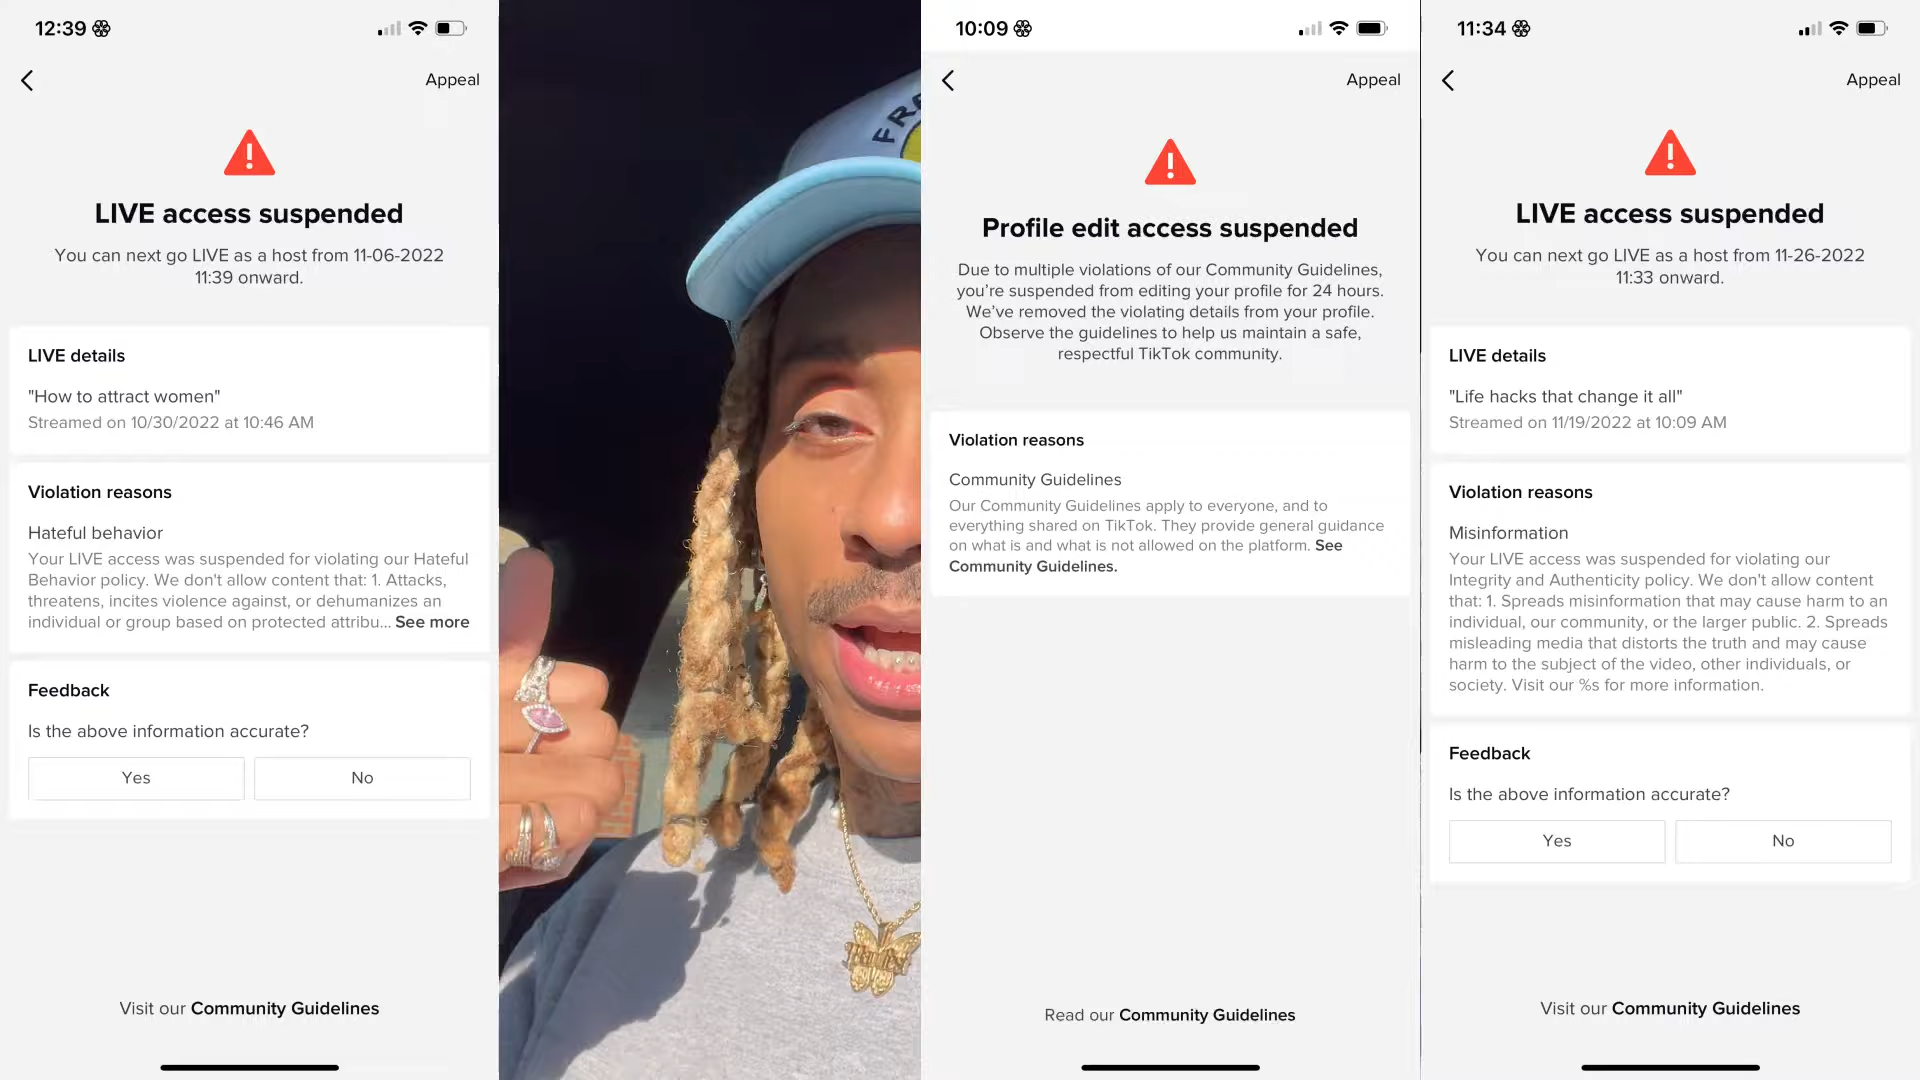 12:39
Appeal
LIVE access suspended
You can next go LIVE as a host from 11-06-2022
11:39 onward.
LIVE details
"How to attract women"
Streamed on 10/30/2022 at 10:46 AM
Violation reasons
Hateful behavior
Your LIVE access was suspended for violating our Hateful
Behavior policy. We don't allow content that: 1. Attacks,
threatens, incites violence against, or dehumanizes an
individual or group based on protected attribu... See more
Feedback
Is the above information accurate?
Yes
No
Visit our Community Guidelines
FRE
10:09
Appeal
Profile edit access suspended
Due to multiple violations of our Community Guidelines,
you're suspended from editing your profile for 24 hours.
We've removed the violating details from your profile.
Observe the guidelines to help us maintain a safe,
respectful TikTok community.
Violation reasons
Community Guidelines
Our Community Guidelines apply to everyone, and to
everything shared on TikTok. They provide general guidance
on what is and what is not allowed on the platform. See
Community Guidelines.
Read our Community Guidelines
11:34
Appeal
LIVE access suspended
You can next go LIVE as a host from 11-26-2022
11:33 onward.
LIVE details
"Life hacks that change it all"
Streamed on 11/19/2022 at 10:09 AM
Violation reasons
Misinformation
Your LIVE access was suspended for violating our
Integrity and Authenticity policy. We don't allow content
that: 1. Spreads misinformation that may cause harm to an
individual, our community, or the larger public. 2. Spreads
misleading media that distorts the truth and may cause
harm to the subject of the video, other individuals, or
society. Visit our %s for more information.
Feedback
Is the above information accurate?
Yes
No
Visit our Community Guidelines